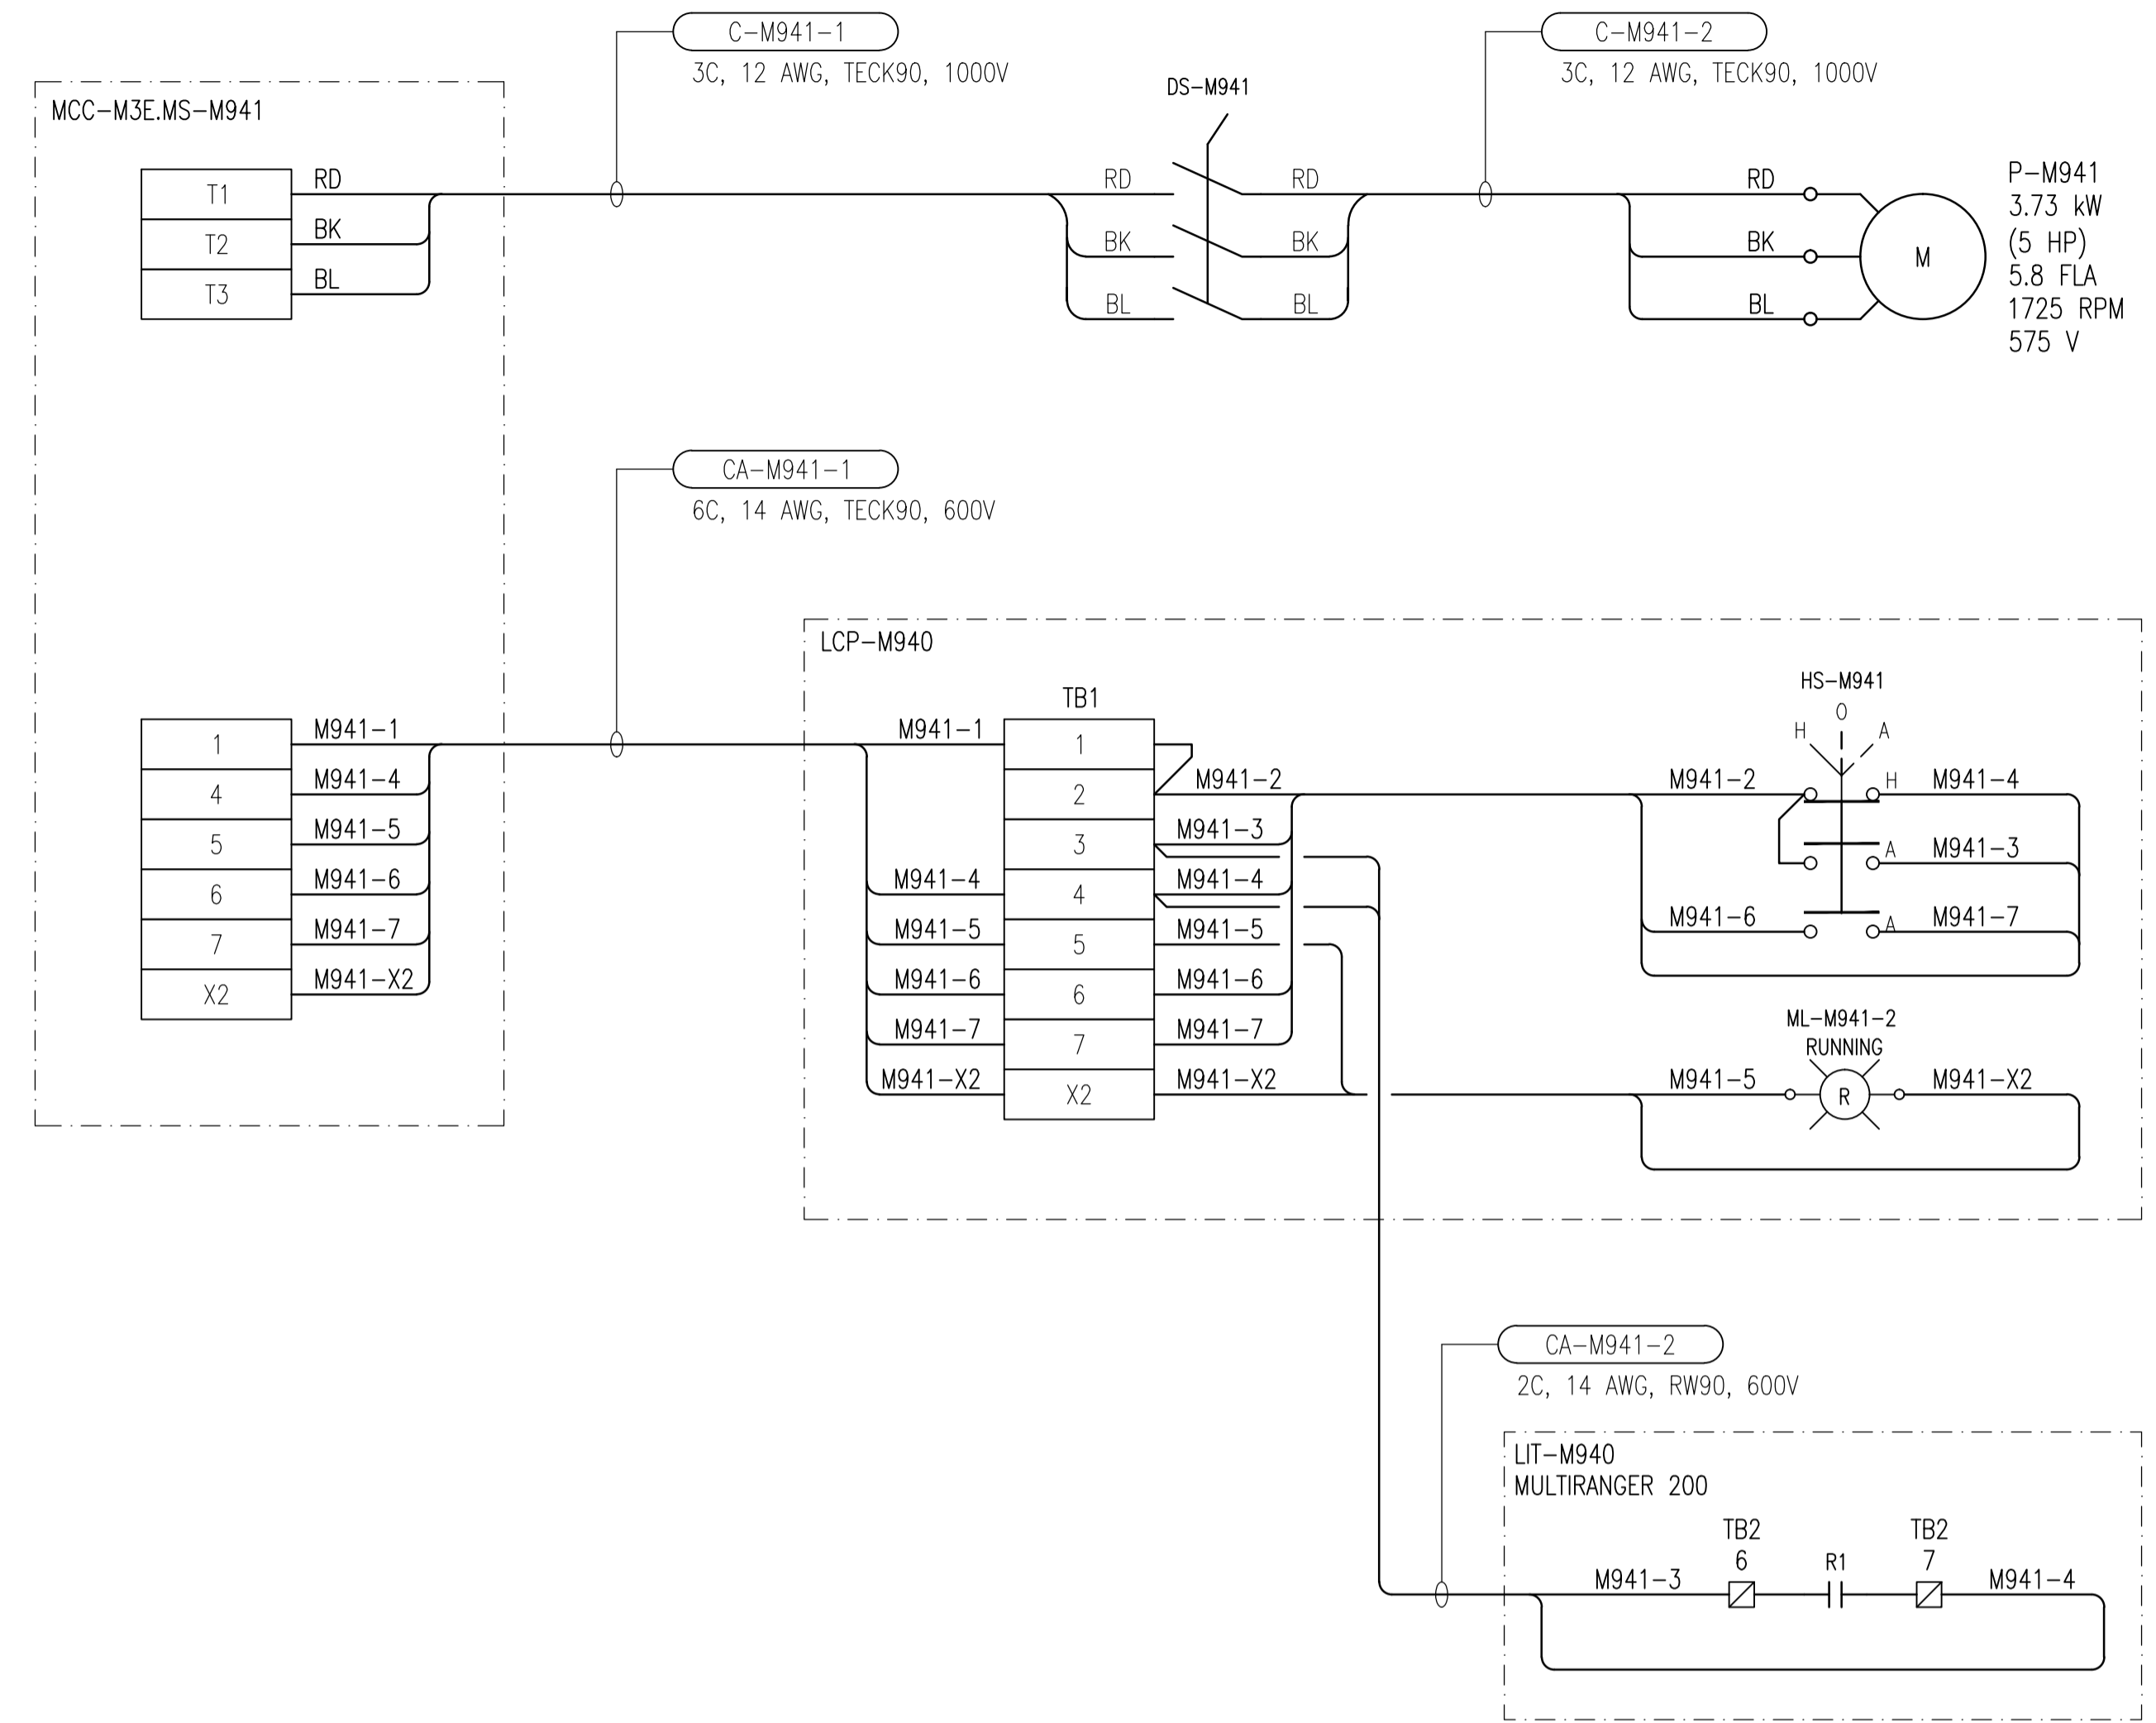 C-M941-1
3C, 12 AWG, TECK90, 1000V
C-M941-2
3C, 12 AWG, TECK90, 1000V
DS-M941
MCC-M3E.MS-M941
T1
RD
RD
RD
RD
T2
BK
BK
BK
BK
T3
BL
BL
BL
BL
M
P-M941
3.73 kW
(5 HP)
5.8 FLA
1725 RPM
575 V
CA-M941-1
6C, 14 AWG, TECK90, 600V
LCP-M940
1
M941-1
4
M941-4
5
M941-5
6
M941-6
7
M941-7
X2
M941-X2
TB1
M941-1
1
2
M941-2
3
M941-3
M941-4
4
M941-4
M941-5
5
M941-5
M941-6
6
M941-6
M941-7
7
M941-7
M941-X2
X2
M941-X2
HS-M941
O
H
A
M941-2
H
M941-4
A
M941-3
M941-6
A
M941-7
ML-M941-2
RUNNING
M941-5
R
M941-X2
CA-M941-2
2C, 14 AWG, RW90, 600V
LIT-M940
MULTIRANGER 200
TB2
6
R1
TB2
7
M941-3
M941-4